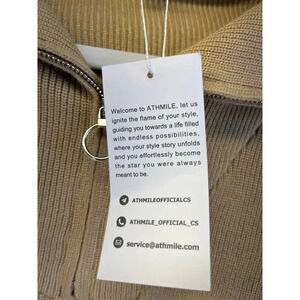 Welcome to ATHMILE, let us
ignite the flame of your style,
guiding you towards a life filled
with endless possibilities,
where your style story unfolds
and you effortlessly become
the star you were always
meant to be.
ATHMILEOFFICIALCS
ATHMILE_OFFICIAL_CS
service@athmile.com